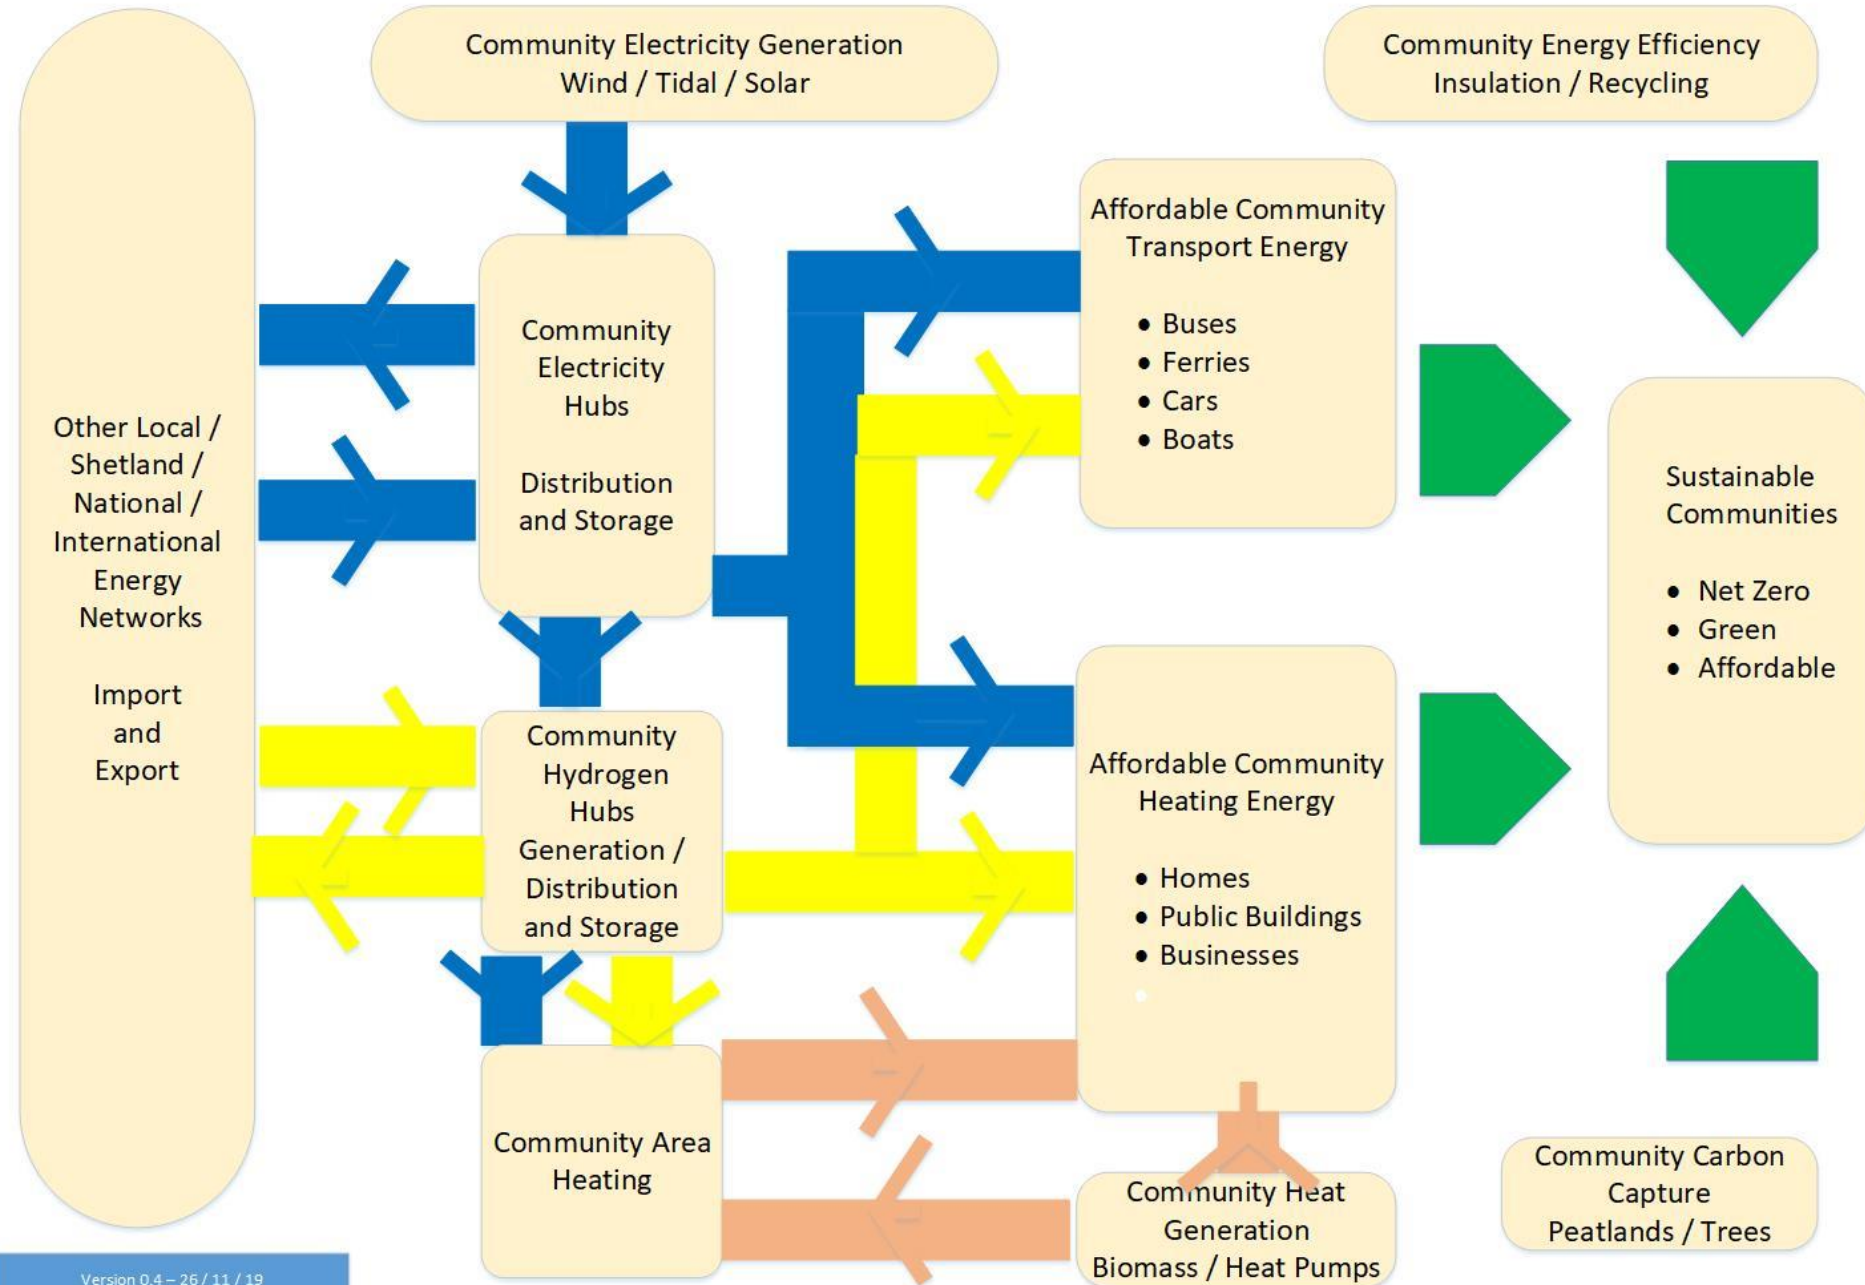 Community Electricity Generation
Wind / Tidal / Solar
Community Energy Efficiency
Insulation / Recycling
Other Local /
Shetland /
National /
International
Energy
Networks
Import
and
Export
Community
Electricity
Hubs
Distribution
and Storage
Affordable Community
Transport Energy
• Buses
• Ferries
• Cars
• Boats
Sustainable
Communities
• Net Zero
• Green
• Affordable
Community
Hydrogen
Hubs
Generation /
Distribution
and Storage
Affordable Community
Heating Energy
• Homes
• Public Buildings
• Businesses
Community Area
Heating
Community Heat
Generation
Biomass / Heat Pumps
Community Carbon
Capture
Peatlands / Trees
Version 0.4 – 26 / 11 / 19